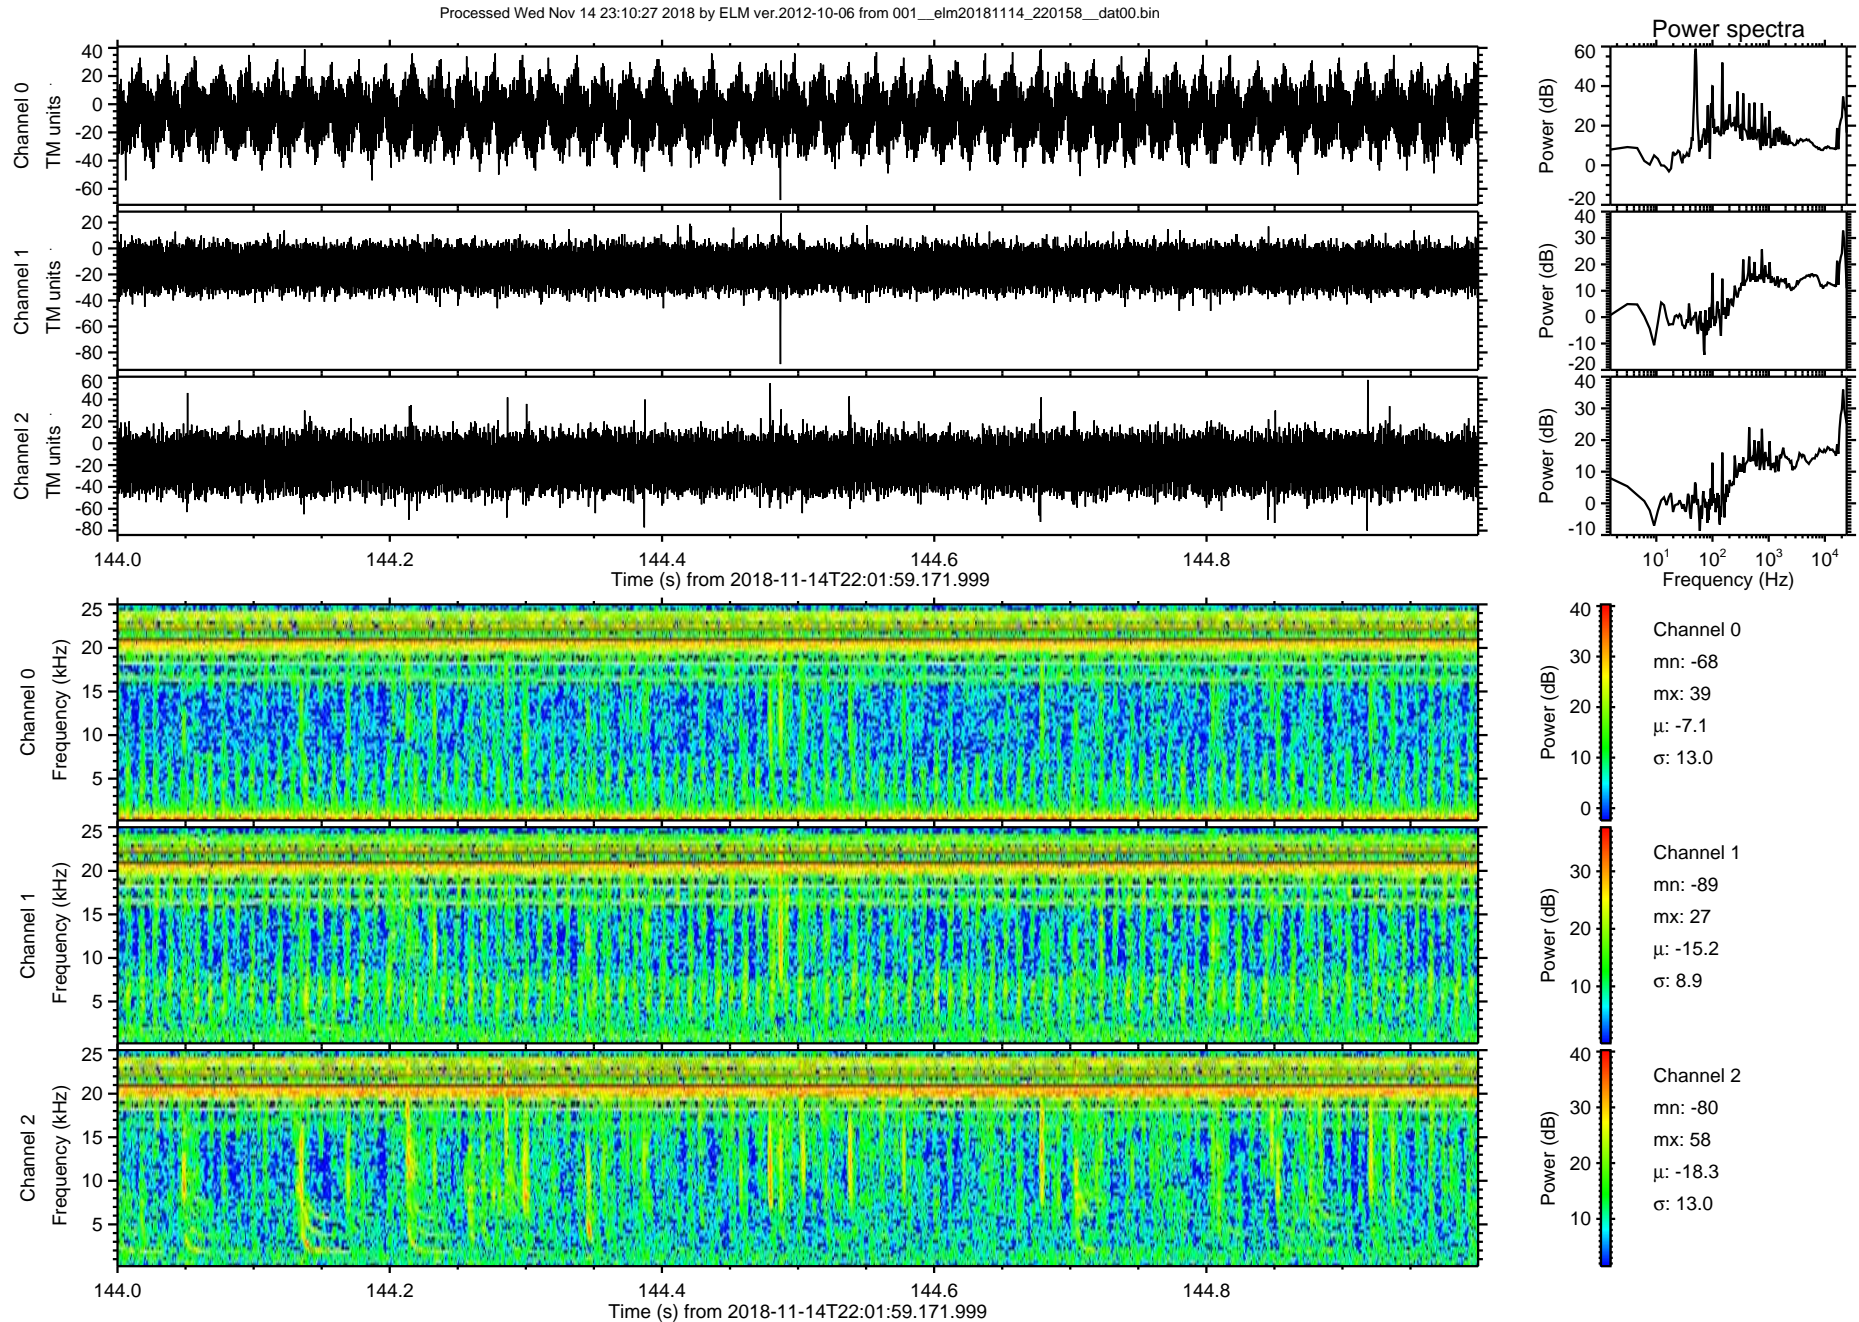 Processed Wed Nov 14 23:10:27 2018 by ELM ver.2012-10-06 from 001__elm20181114_220158__dat00.bin
Power spectra
Channel 0
TM units
40
20
0
-20
-40
-60
Power (dB)
60
40
20
0
-20
Channel 1
TM units
20
0
-20
-40
-60
-80
Power (dB)
40
30
20
10
0
-10
-20
Channel 2
TM units
60
40
20
0
-20
-40
-60
-80
Power (dB)
40
30
20
10
0
-10
144.0 144.2 144.4 144.6 144.8
Time (s) from 2018-11-14T22:01:59.171.999
10¹ 10² 10³ 10⁴
Frequency (Hz)
Channel 0
Frequency (kHz)
25
20
15
10
5
Power (dB)
40
30
20
10
0
Channel 0
mn: -68
mx: 39
μ: -7.1
σ: 13.0
Channel 1
Frequency (kHz)
25
20
15
10
5
Power (dB)
30
20
10
Channel 1
mn: -89
mx: 27
μ: -15.2
σ: 8.9
Channel 2
Frequency (kHz)
25
20
15
10
5
Power (dB)
40
30
20
10
Channel 2
mn: -80
mx: 58
μ: -18.3
σ: 13.0
144.0 144.2 144.4 144.6 144.8
Time (s) from 2018-11-14T22:01:59.171.999